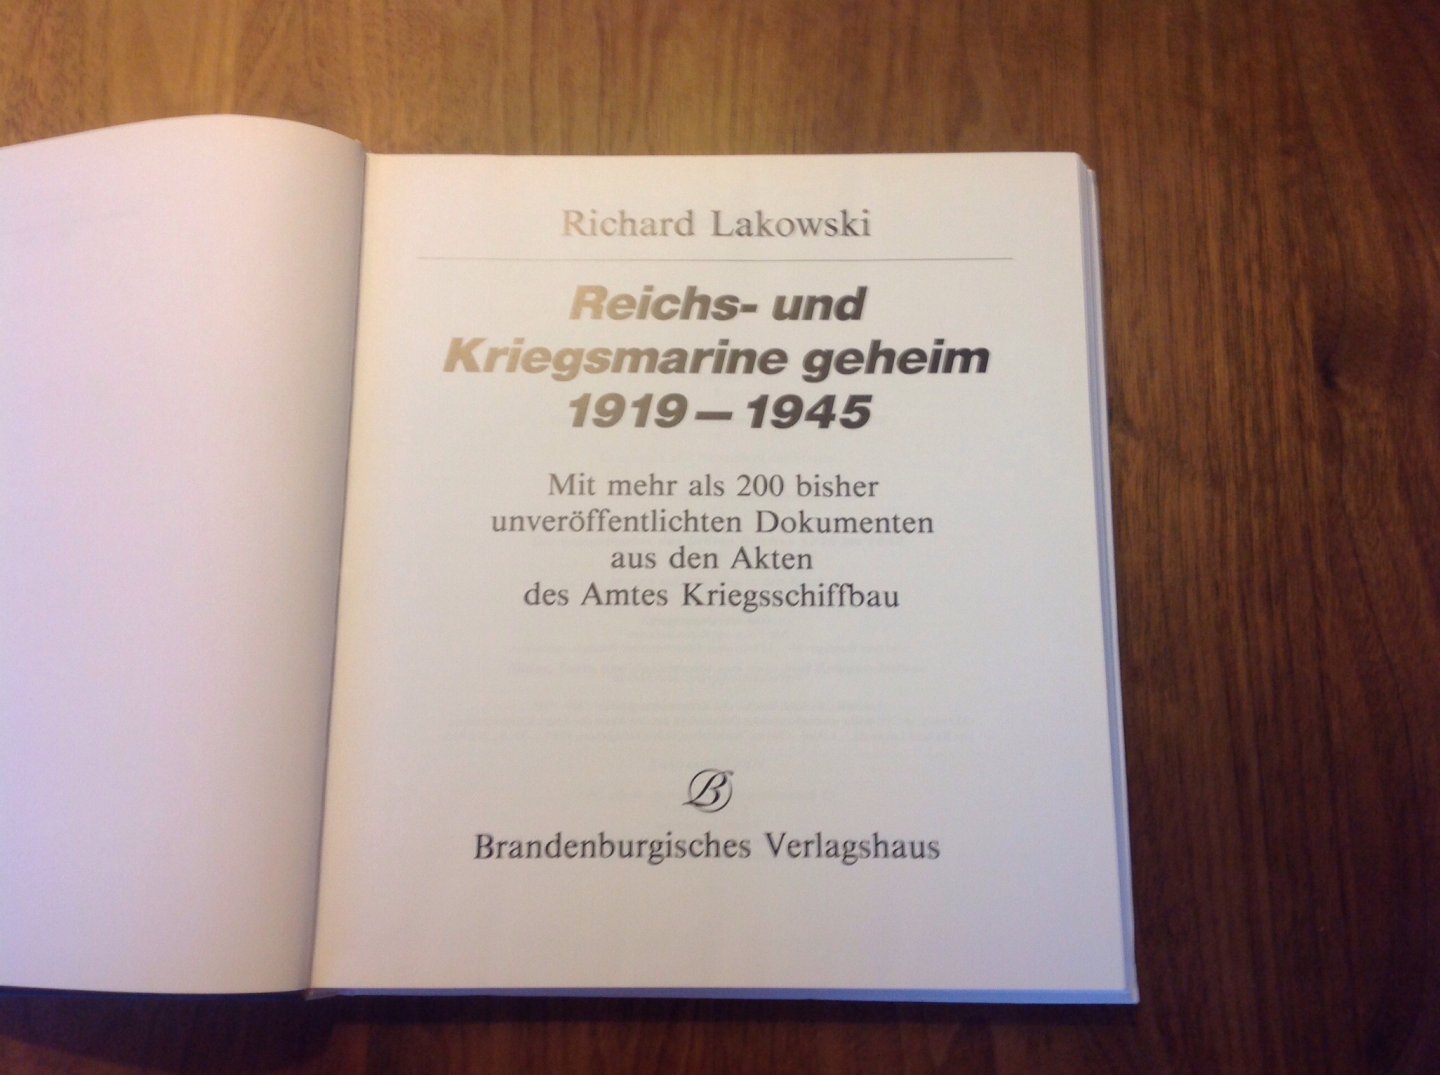 Richard Lakowski
Reichs- und
Kriegsmarine geheim
1919 – 1945
Mit mehr als 200 bisher
unveröffentlichten Dokumenten
aus den Akten
des Amtes Kriegsschiffbau
B
Brandenburgisches Verlagshaus